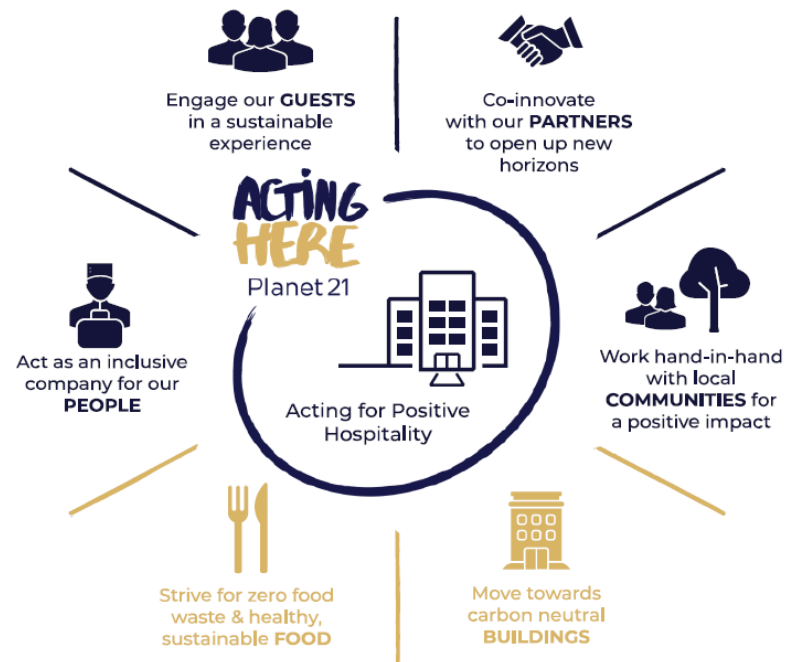 Engage our GUESTS
in a sustainable
experience
Co-innovate
with our PARTNERS
to open up new
horizons
ACTING
HERE
Planet 21
Acting for Positive
Hospitality
Act as an inclusive
company for our
PEOPLE
Work hand-in-hand
with local
COMMUNITIES for
a positive impact
Strive for zero food
waste & healthy,
sustainable FOOD
Move towards
carbon neutral
BUILDINGS